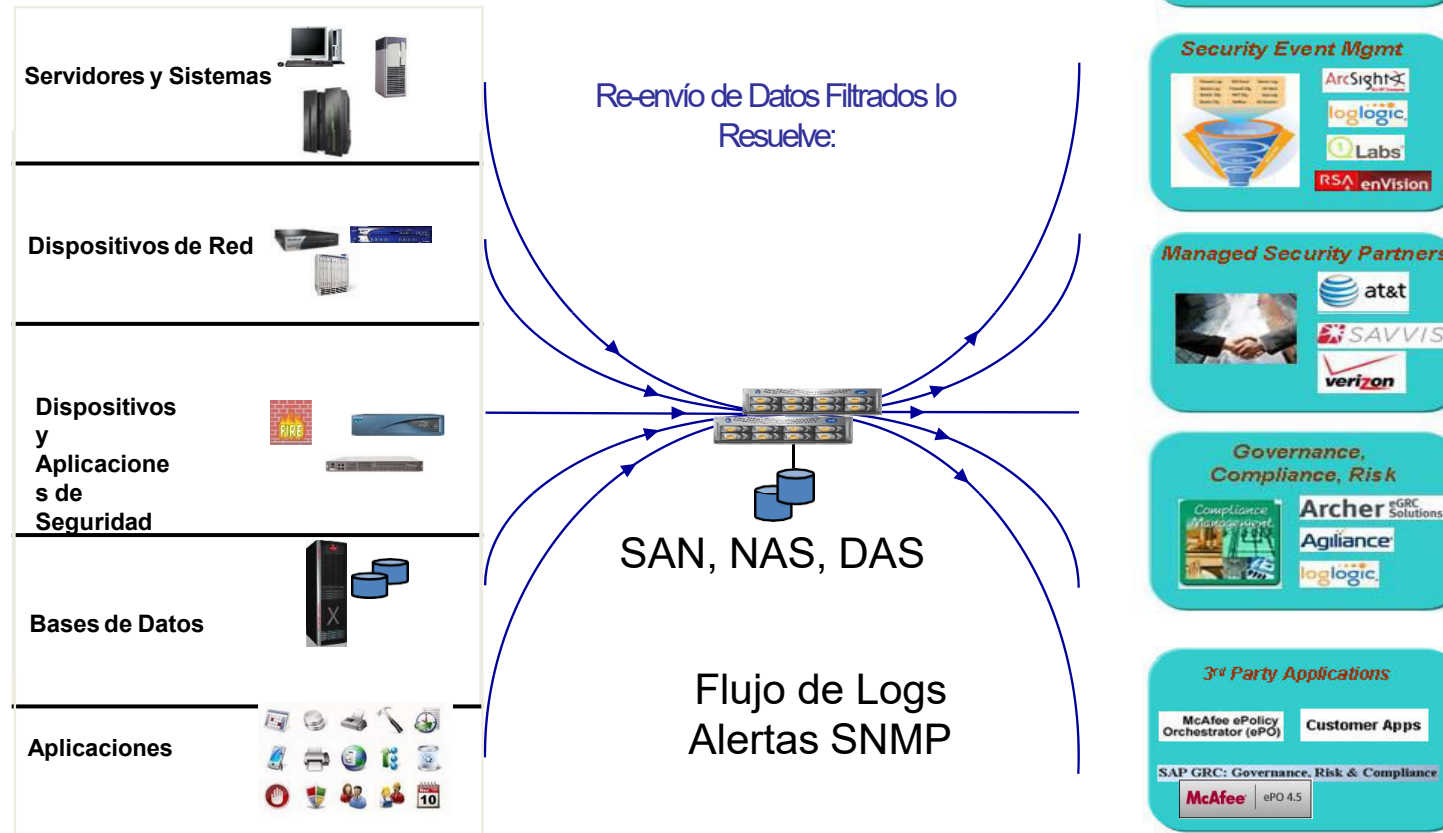 Servidores y Sistemas
Dispositivos de Red
Dispositivos
y
Aplicacione
s de
Seguridad
FIRE
Bases de Datos
X
Aplicaciones
10
Re-envío de Datos Filtrados lo
Resuelve:
SAN, NAS, DAS
Flujo de Logs
Alertas SNMP
Security Event Mgmt
ArcSight
loglogic
1 Labs
RSA enVision
Managed Security Partners
at&t
SAVVIS
verizon
Governance,
Compliance, Risk
Compliance
Management
Archer eGRC
Solutions
Agiliance
loglogic
3rd Party Applications
McAfee ePolicy
Orchestrator (ePO)
Customer Apps
SAP GRC: Governance, Risk & Compliance
McAfee ePO 4.5